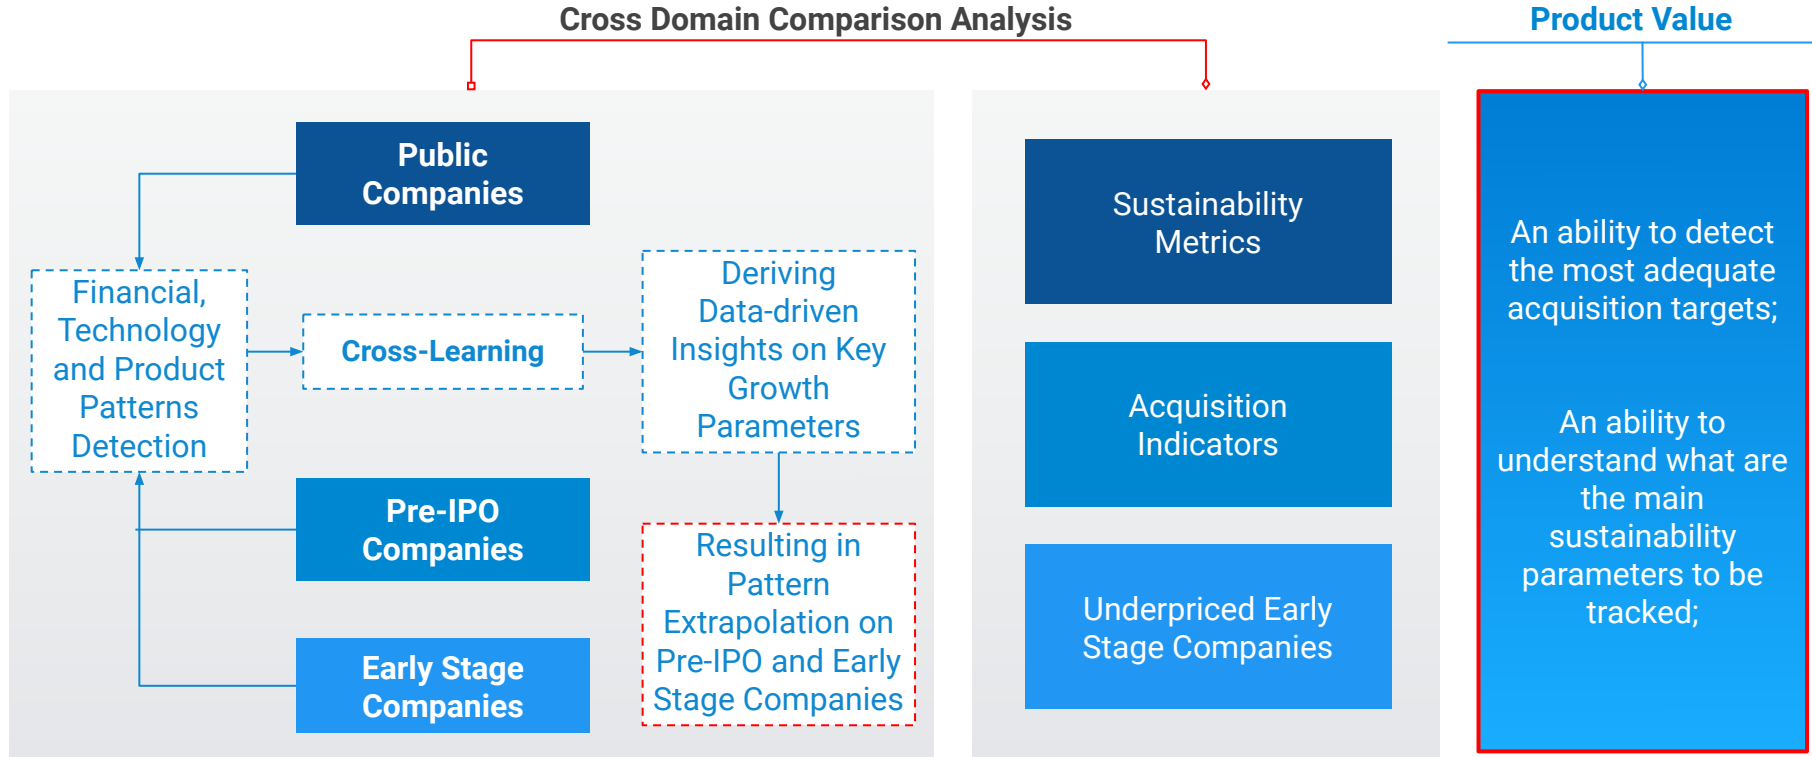 Cross Domain Comparison Analysis
Product Value
Public
Companies
Financial,
Technology
and Product
Patterns
Detection
Cross-Learning
Deriving
Data-driven
Insights on Key
Growth
Parameters
Pre-IPO
Companies
Early Stage
Companies
Resulting in
Pattern
Extrapolation on
Pre-IPO and Early
Stage Companies
Sustainability
Metrics
Acquisition
Indicators
Underpriced Early
Stage Companies
An ability to detect
the most adequate
acquisition targets;
An ability to
understand what are
the main
sustainability
parameters to be
tracked;